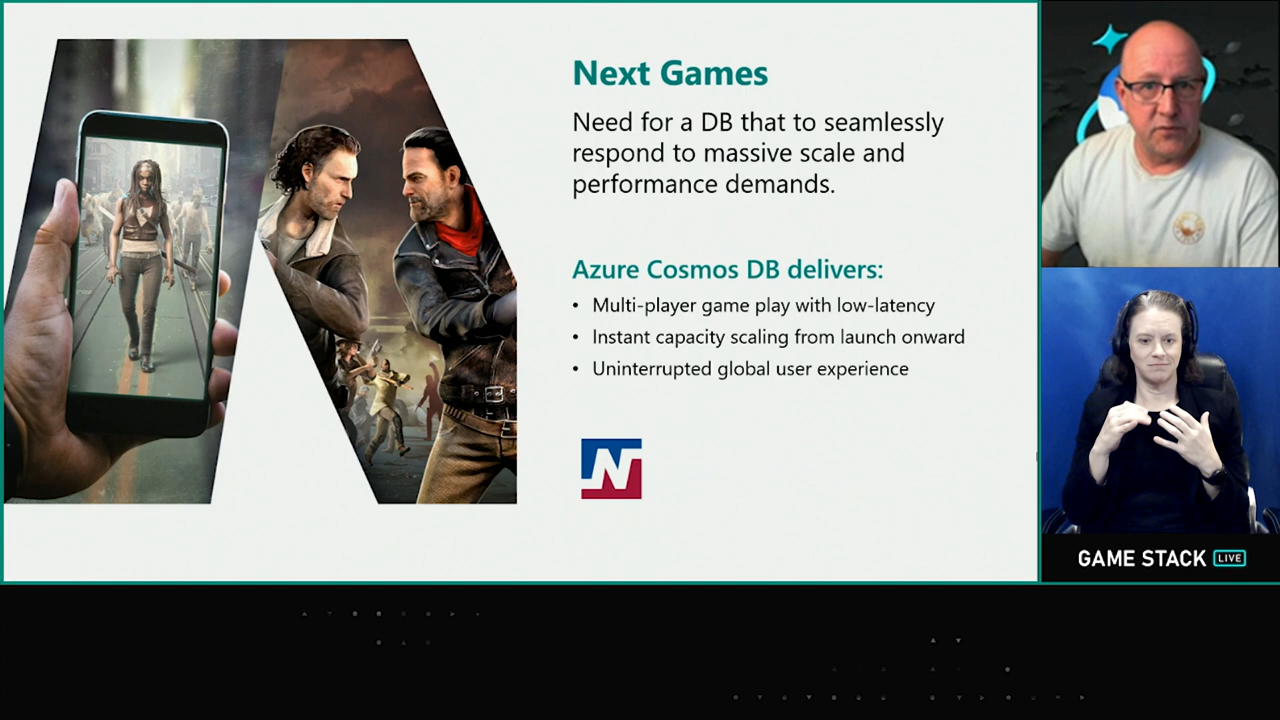 Next Games
Need for a DB that to seamlessly
respond to massive scale and
performance demands.
Azure Cosmos DB delivers:
• Multi-player game play with low-latency
• Instant capacity scaling from launch onward
• Uninterrupted global user experience
N
GAME STACK LIVE